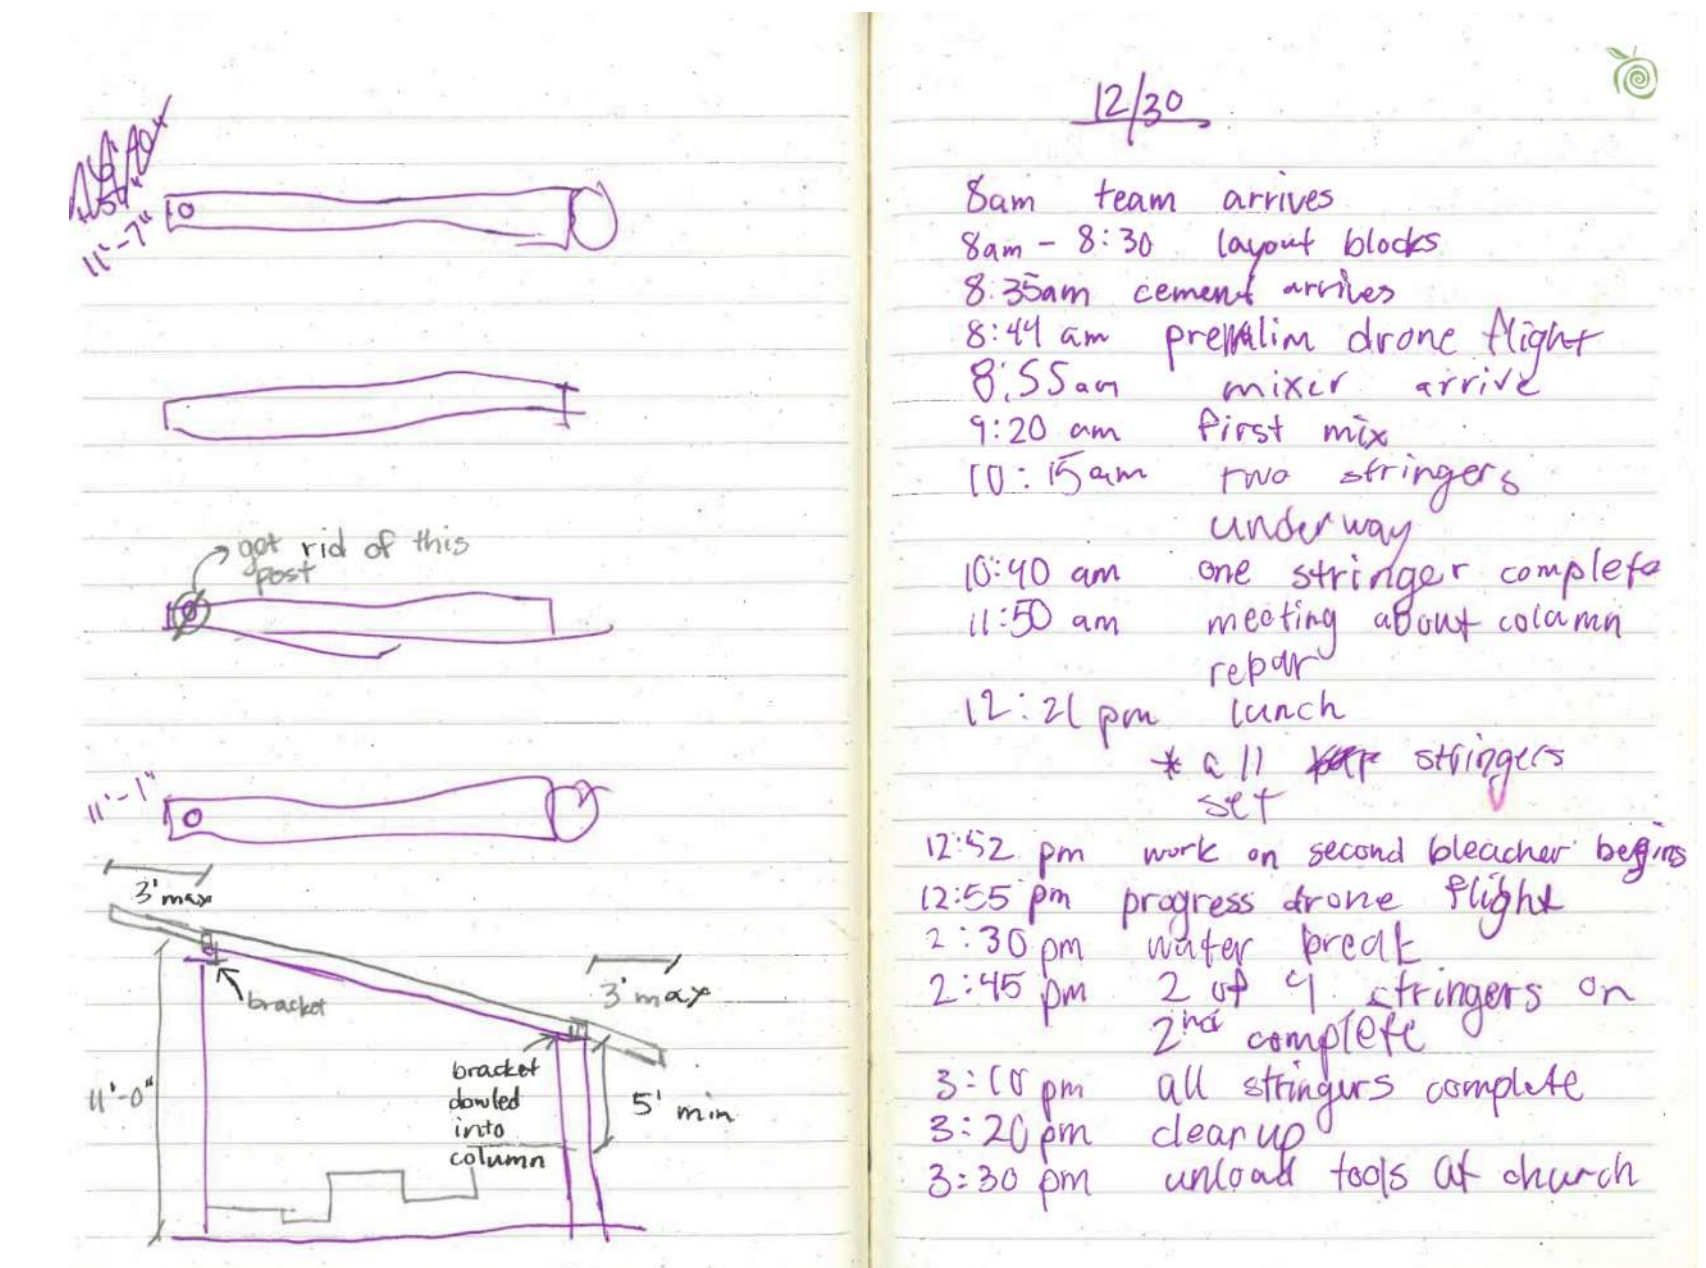 11'-7"
got rid of this
post
11'-1"
3' max
bracket
3' max
11'-0"
bracket
doweled
into
column
5' min
12/30
8am team arrives
8am - 8:30 layout blocks
8:35am cement arrives
8:44 am prelim drone flight
8:55am mixer arrive
9:20 am first mix
10:15am two stringers
underway
10:40 am one stringer complete
11:50 am meeting about column
repair
12:21 pm lunch
* all stringers
set
12:52 pm work on second bleacher begins
12:55 pm progress drone flight
2:30 pm water break
2:45 pm 2 of 4 stringers on
2nd complete
3:10 pm all stringers complete
3:20 pm clean up
3:30 pm unload tools at church